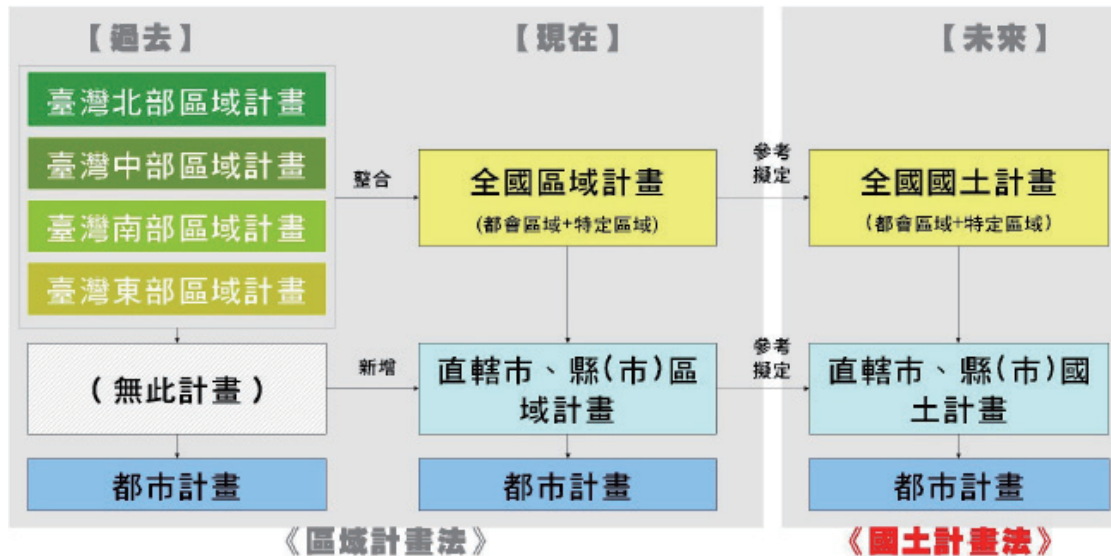 【過去】
【現在】
【未來】
臺灣北部區域計畫
臺灣中部區域計畫
臺灣南部區域計畫
臺灣東部區域計畫
整合
全國區域計畫
(都會區域+特定區域)
參考
擬定
全國國土計畫
(都會區域+特定區域)
(無此計畫)
新增
直轄市、縣(市)區
域計畫
參考
擬定
直轄市、縣(市)國
土計畫
都市計畫
都市計畫
都市計畫
《區域計畫法》
《國土計畫法》